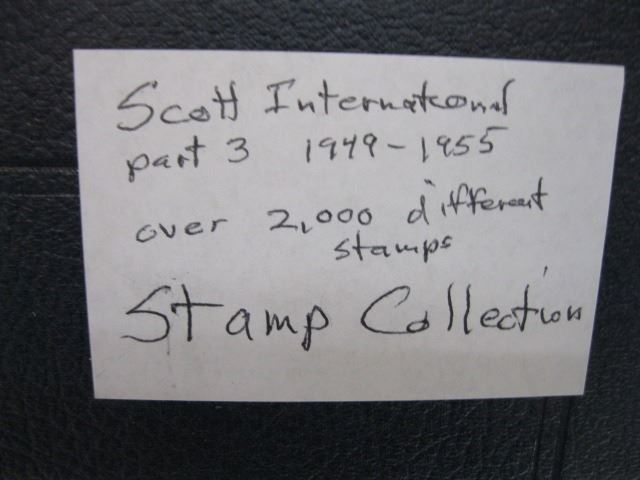 Scott International
part 3 1949-1955
over 2,000 different
stamps
Stamp Collection